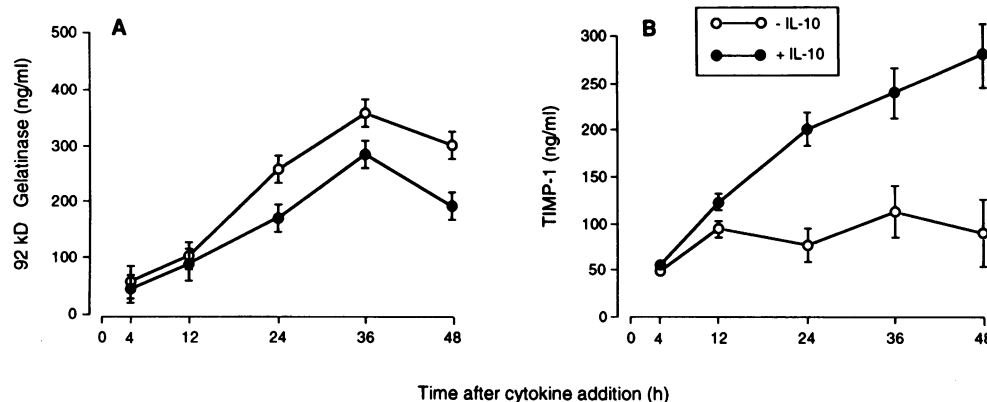 A
92 kD Gelatinase (ng/ml)
500
400
300
200
100
0
0 4 12 24 36 48
B
- IL-10
+ IL-10
TIMP-1 (ng/ml)
300
250
200
150
100
50
0
0 4 12 24 36 48
Time after cytokine addition (h)